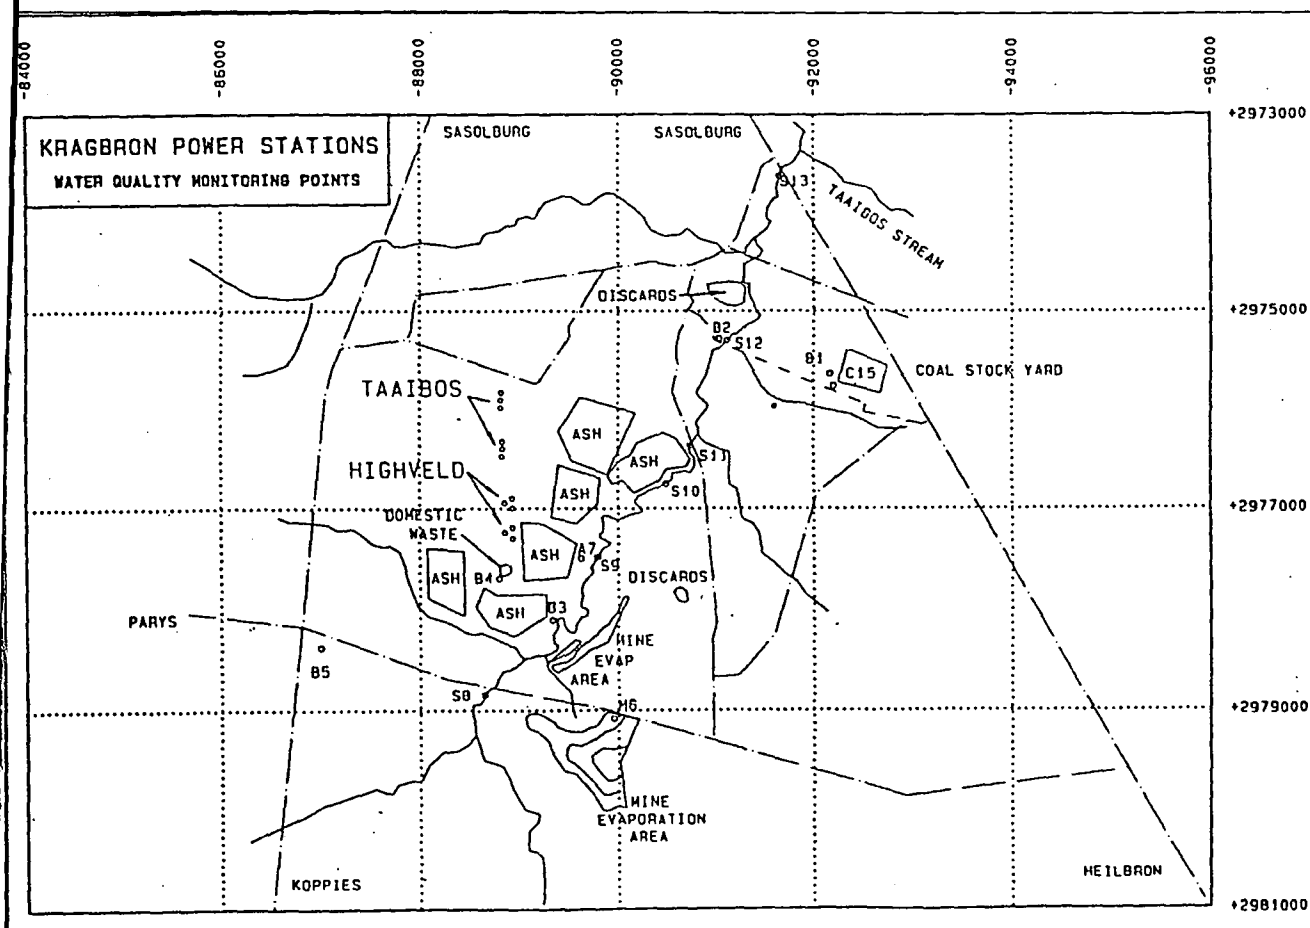 -84000
-86000
-88000
-90000
-92000
-94000
-96000
+2973000
KRAGBRON POWER STATIONS
WATER QUALITY MONITORING POINTS
SASOLBURG
SASOLBURG
S13
TAAIBOS STREAM
DISCARDS
+2975000
B2
S12
B1
C15
COAL STOCK YARD
TAAIBOS
ASH
ASH
S11
HIGHVELD
ASH
S10
+2977000
DOMESTIC
WASTE
ASH
A7
S9
ASH
B4
DISCARDS
ASH
B3
PARYS
MINE
EVAP
AREA
B5
S8
M6
+2979000
MINE
EVAPORATION
AREA
KOPPIES
HEILBRON
+2981000